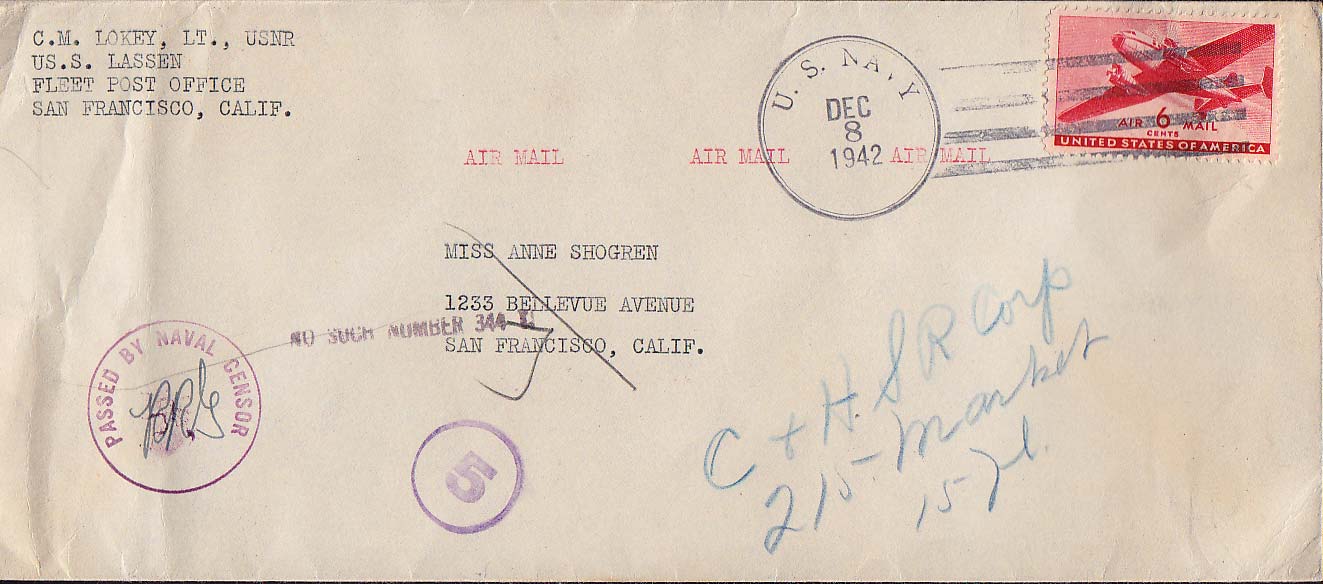 C.M. LOKEY, LT., USNR
US.S. LASSEN
FLEET POST OFFICE
SAN FRANCISCO, CALIF.
U. S. NAVY
DEC
8
1942
AIR 6 MAIL
CENTS
UNITED STATES OF AMERICA
AIR MAIL AIR MAIL AIR MAIL
MISS ANNE SHOGREN
1233 BELLEVUE AVENUE
NO SUCH NUMBER 344
SAN FRANCISCO, CALIF.
PASSED BY NAVAL CENSOR
5
C + H. S R Corp
215 Market
15 fl.